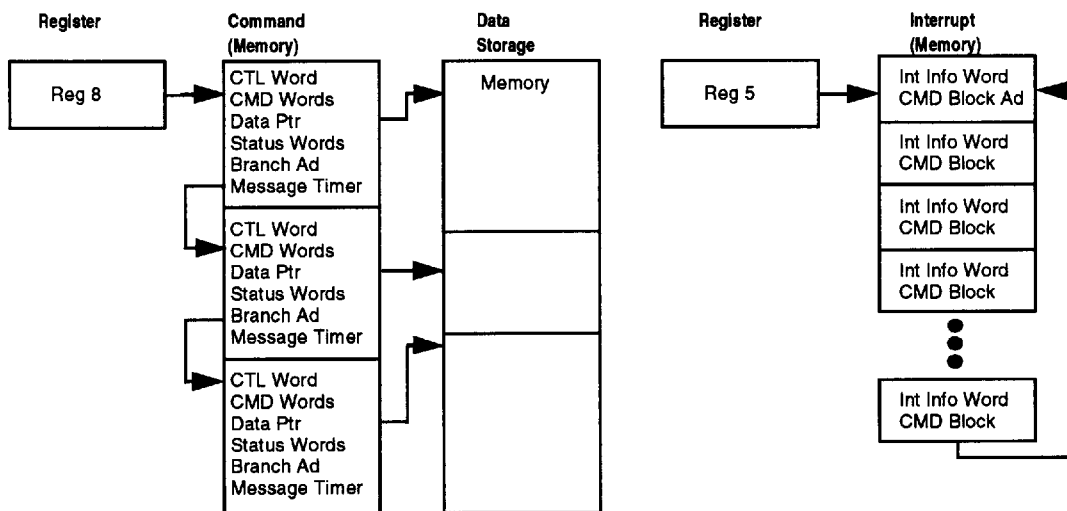 Register
Command
(Memory)
Data
Storage
Register
Interrupt
(Memory)
Reg 8
CTL Word
CMD Words
Data Ptr
Status Words
Branch Ad
Message Timer
CTL Word
CMD Words
Data Ptr
Status Words
Branch Ad
Message Timer
CTL Word
CMD Words
Data Ptr
Status Words
Branch Ad
Message Timer
Memory
Reg 5
Int Info Word
CMD Block Ad
Int Info Word
CMD Block
Int Info Word
CMD Block
Int Info Word
CMD Block
Int Info Word
CMD Block